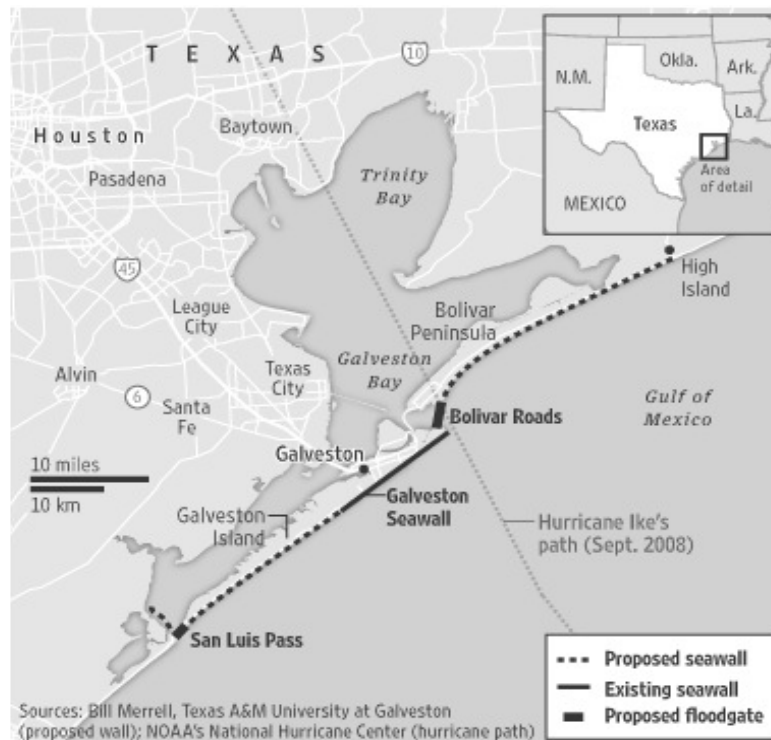 TEXAS
10
Houston
Baytown
Pasadena
Trinity
Bay
45
League
City
Bolivar
Peninsula
High
Island
Galveston
Bay
Texas
City
Alvin
6
Santa
Fe
Gulf of
Mexico
Bolivar Roads
10 miles
10 km
Galveston
Galveston
Seawall
Galveston
Island
Hurricane Ike's
path (Sept. 2008)
San Luis Pass
N.M.
Okla.
Ark.
La.
Texas
Area
of detail
MEXICO
Proposed seawall
Existing seawall
Proposed floodgate
Sources: Bill Merrell, Texas A&M University at Galveston
(proposed wall); NOAA's National Hurricane Center (hurricane path)